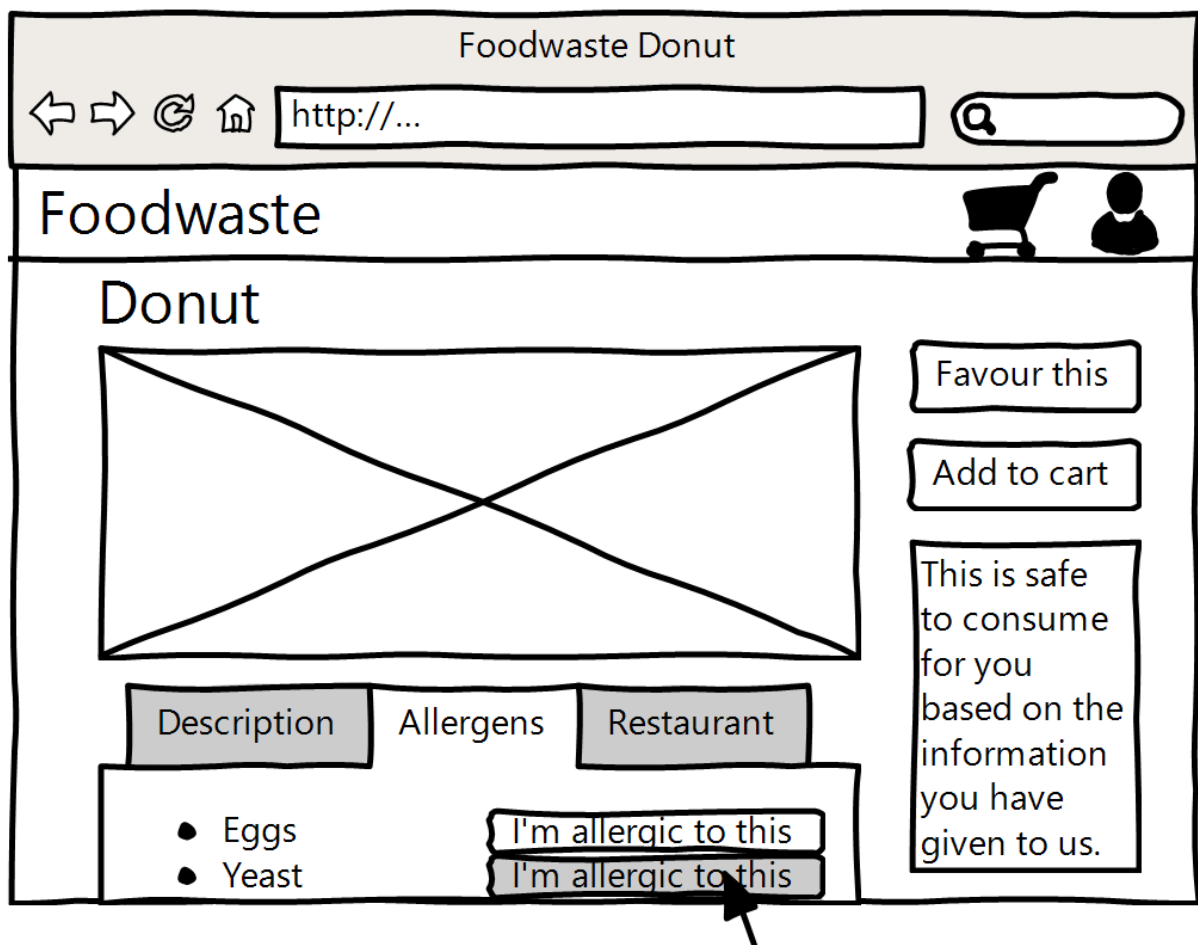 Foodwaste Donut
http://...
Foodwaste
Donut
Favour this
Add to cart
This is safe
to consume
for you
based on the
information
you have
given to us.
Description
Allergens
Restaurant
Eggs
I'm allergic to this
Yeast
I'm allergic to this